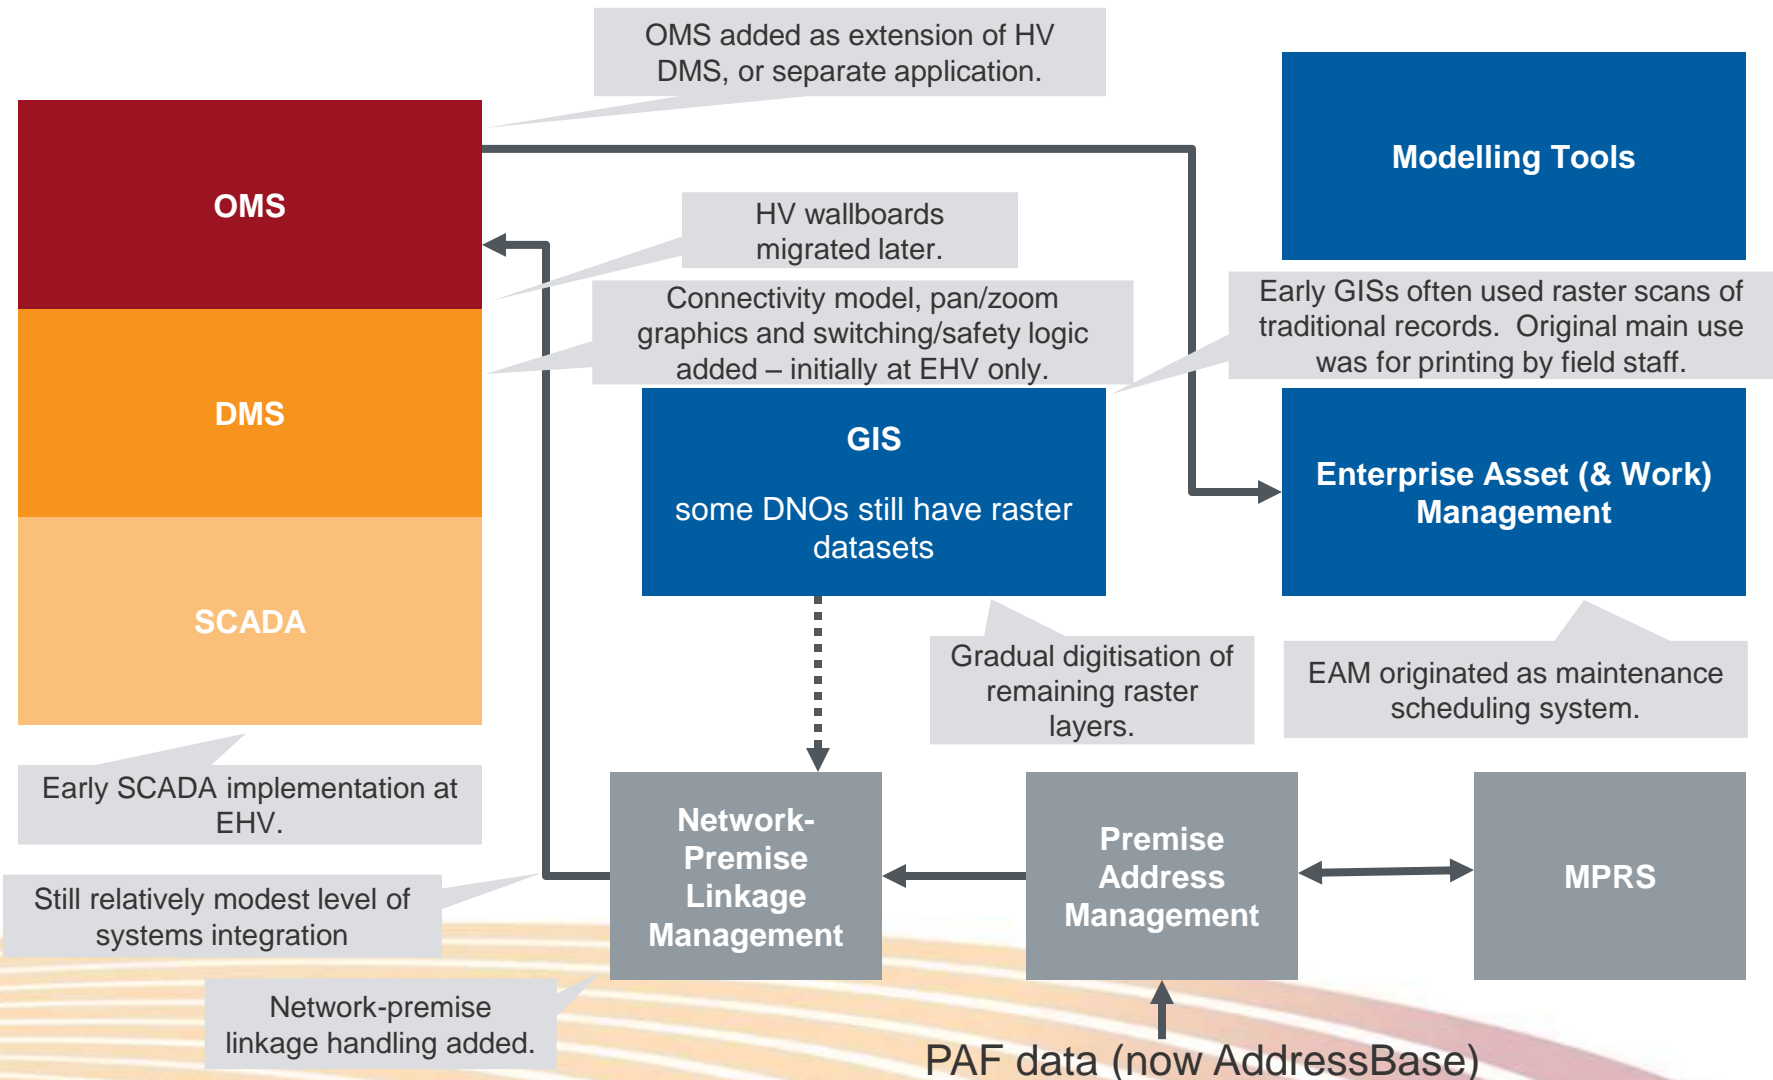 OMS added as extension of HV
DMS, or separate application.
Modelling Tools
OMS
HV wallboards
migrated later.
Connectivity model, pan/zoom
graphics and switching/safety logic
added – initially at EHV only.
Early GISs often used raster scans of
traditional records.  Original main use
was for printing by field staff.
DMS
GIS
some DNOs still have raster
datasets
Enterprise Asset (& Work)
Management
SCADA
Gradual digitisation of
remaining raster
layers.
EAM originated as maintenance
scheduling system.
Early SCADA implementation at
EHV.
Network-
Premise
Linkage
Management
Premise
Address
Management
MPRS
Still relatively modest level of
systems integration
Network-premise
linkage handling added.
PAF data (now AddressBase)